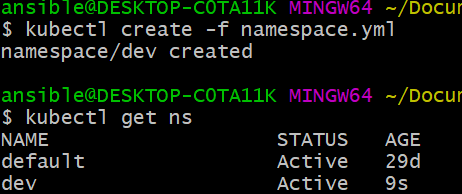 ansible@DESKTOP-COTA11K MINGW64 ~/Docu
$ kubectl create -f namespace.yml
namespace/dev created
ansible@DESKTOP-COTA11K MINGW64 ~/Docu
$ kubectl get ns
NAME STATUS AGE
default Active 29d
dev Active 9s